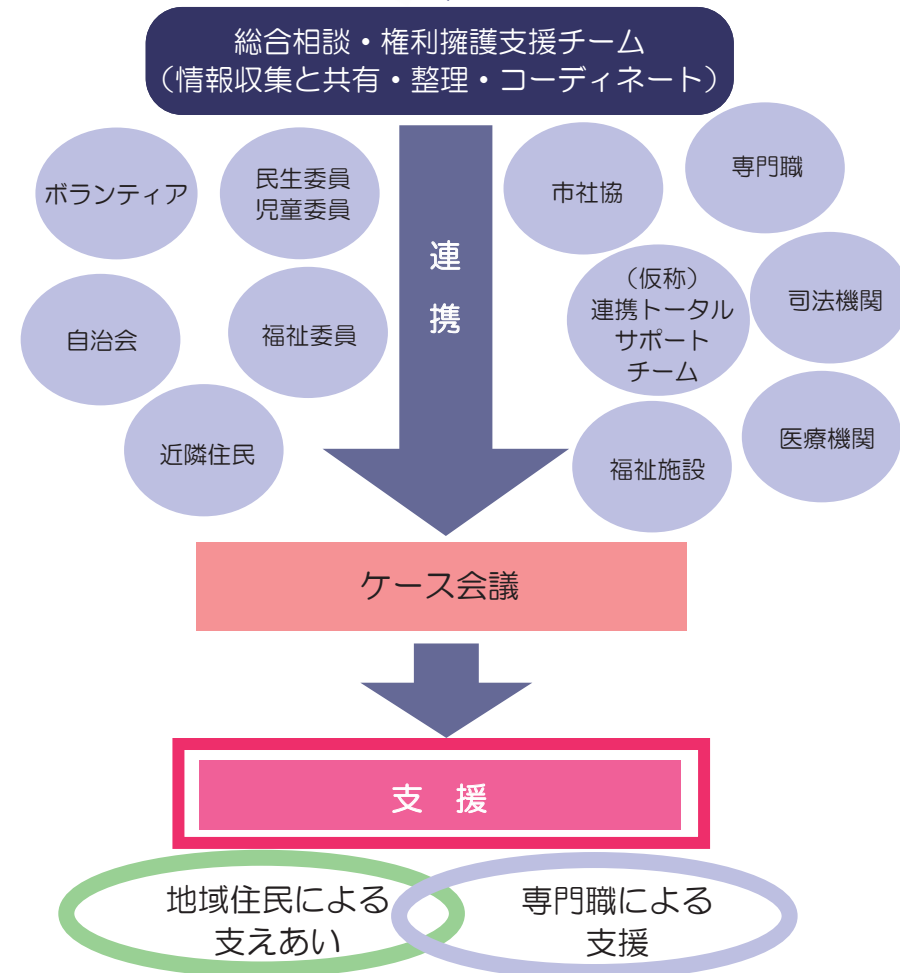 総合相談・権利擁護支援チーム
（情報収集と共有・整理・コーディネート）
ボランティア
民生委員
児童委員
自治会
福祉委員
近隣住民
連
携
市社協
専門職
（仮称）
連携トータル
サポート
チーム
司法機関
福祉施設
医療機関
ケース会議
支　援
地域住民による
支えあい
専門職による
支援